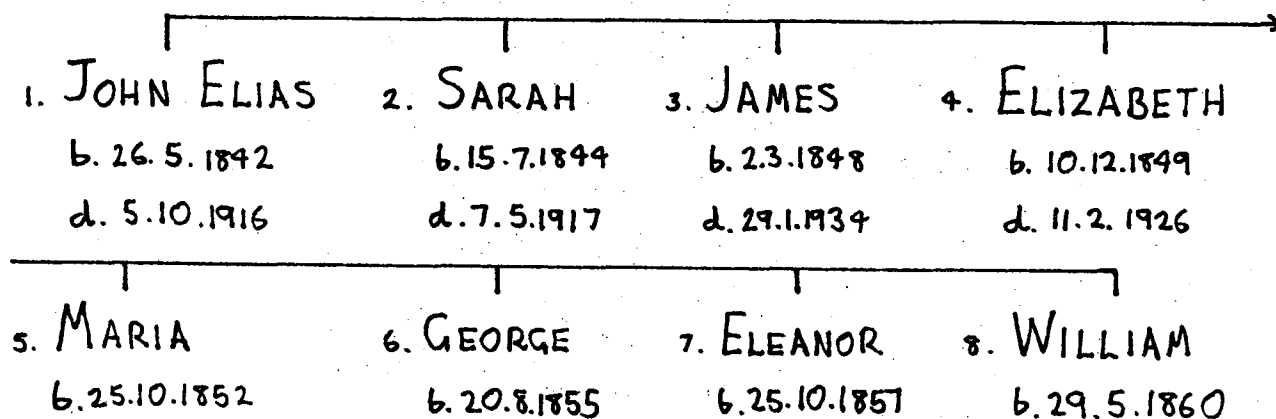 1. JOHN ELIAS 2. SARAH 3. JAMES 4. ELIZABETH
b. 26.5.1842 b. 15.7.1844 b. 2.3.1848 b. 10.12.1849
d. 5.10.1916 d. 7.5.1917 d. 29.1.1934 d. 11.2.1926
5. MARIA 6. GEORGE 7. ELEANOR 8. WILLIAM
b. 25.10.1852 b. 20.8.1855 b. 25.10.1857 b. 29.5.1860